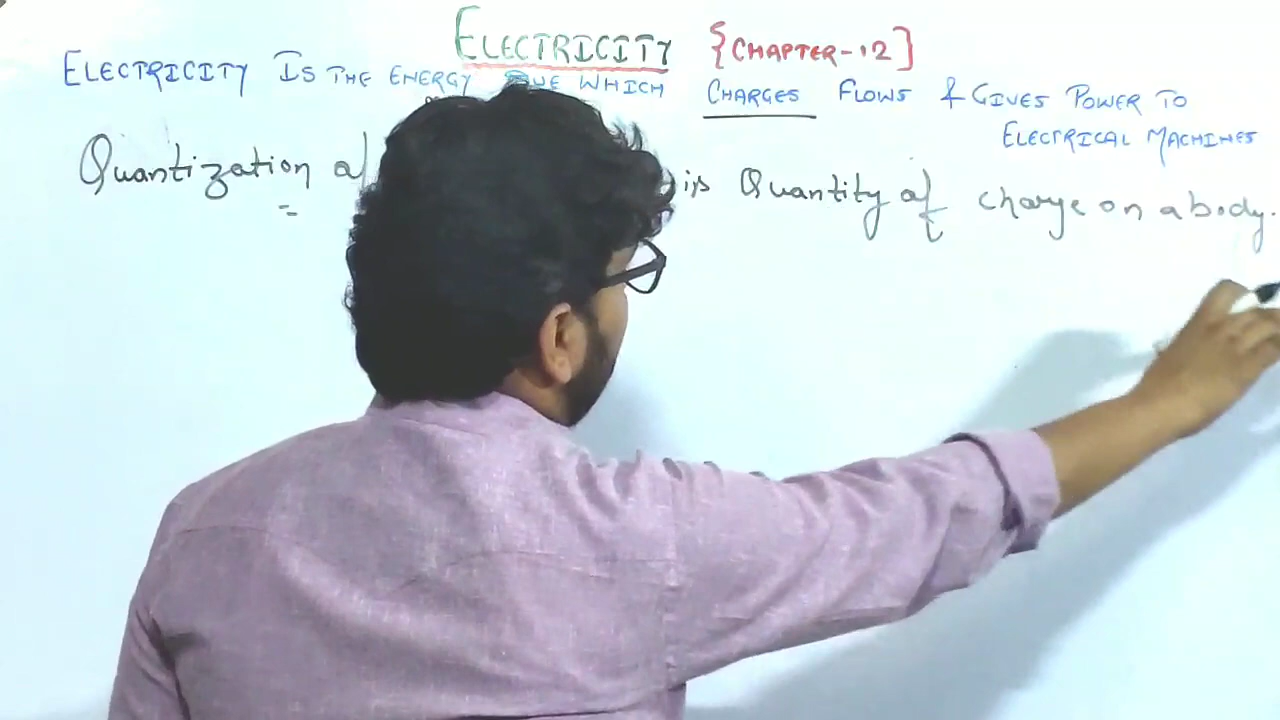 ELECTRICITY {CHAPTER-12]
ELECTRICITY IS THE ENERGY DUE WHICH CHARGES FLOWS & GIVES POWER TO
ELECTRICAL MACHINES
Quantization of is Quantity of charge on a body.